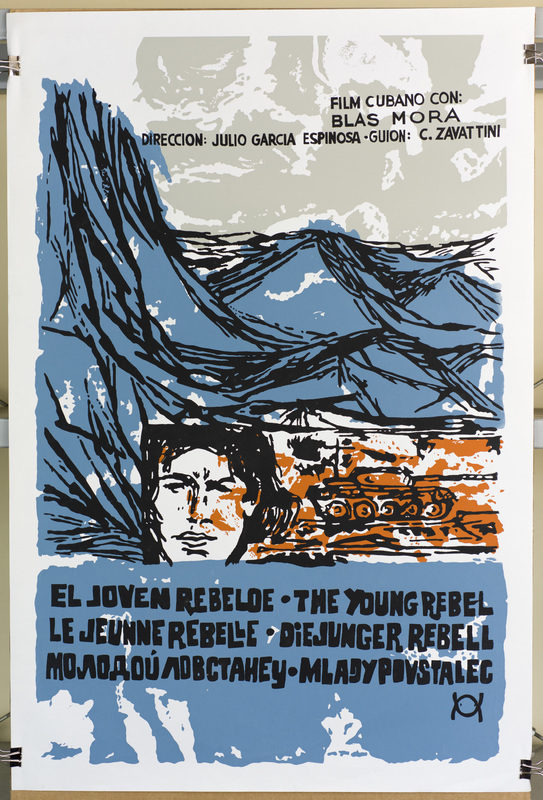 FILM CUBANO CON:
BLAS MORA
DIRECCION: JULIO GARCIA ESPINOSA · GUION: C. ZAVATTINI
EL JOVEN REBELDE · THE YOUNG REBEL
LE JEUNNE REBELLE · DIE JUNGER REBELL
МОЛОДОЙ ЛОВСТАНЕЦ · MLADY POVSTALEC